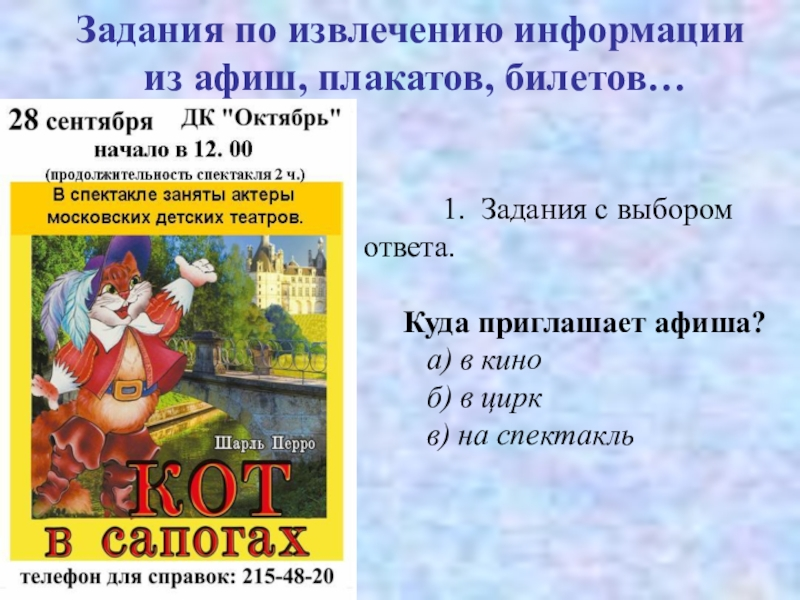 Задания по извлечению информации
из афиш, плакатов, билетов…
28 сентября ДК "Октябрь"
начало в 12. 00
(продолжительность спектакля 2 ч.)
В спектакле заняты актеры
московских детских театров.
Шарль Перро
КОТ
в сапогах
телефон для справок: 215-48-20
1. Задания с выбором
ответа.
Куда приглашает афиша?
а) в кино
б) в цирк
в) на спектакль